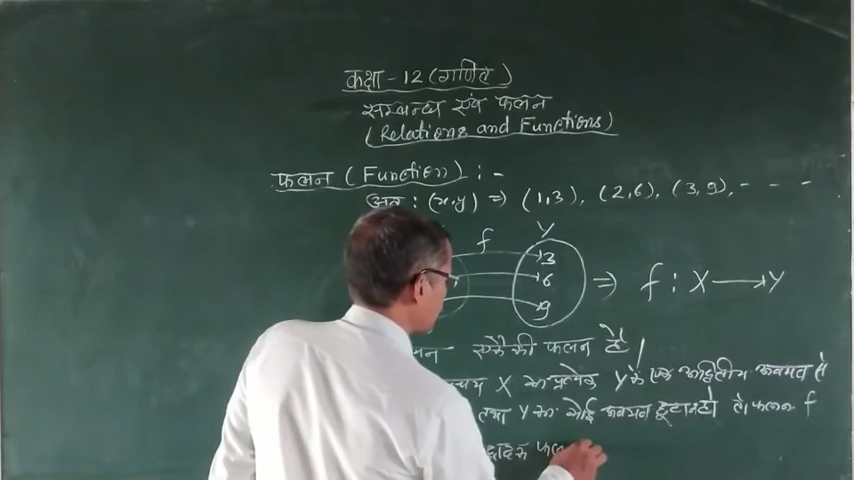 कक्षा - 12 (गणित)
सम्बन्ध एवं फलन
(Relations and Functions)
फलन (Function) : -
अतः (x,y) ⇒ (1,3), (2,6), (3,9), - - - -
f Y
3
6 ⇒ f : X ⟶ Y
9
एकैकी फलन है।
X का प्रत्येक Y के एक अद्वितीय अवयव से
तथा Y का कोई अवयव छूटा न हो तो फलन f